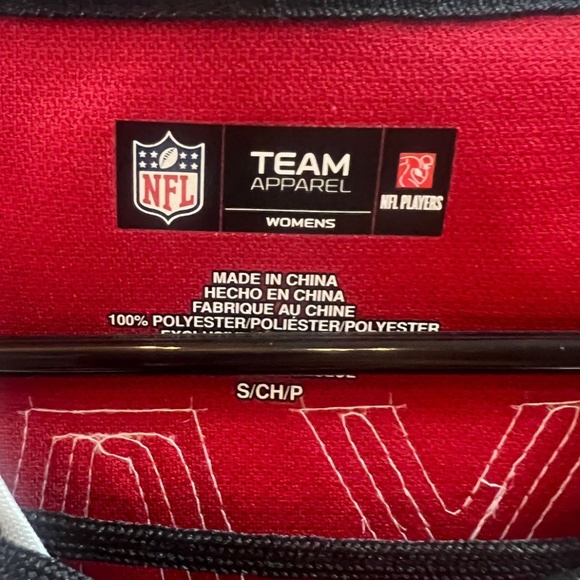 NFL
TEAM
APPAREL
WOMENS
NFL PLAYERS
MADE IN CHINA
HECHO EN CHINA
FABRIQUE AU CHINE
100% POLYESTER/POLIÉSTER/POLYESTER
S/CH/P